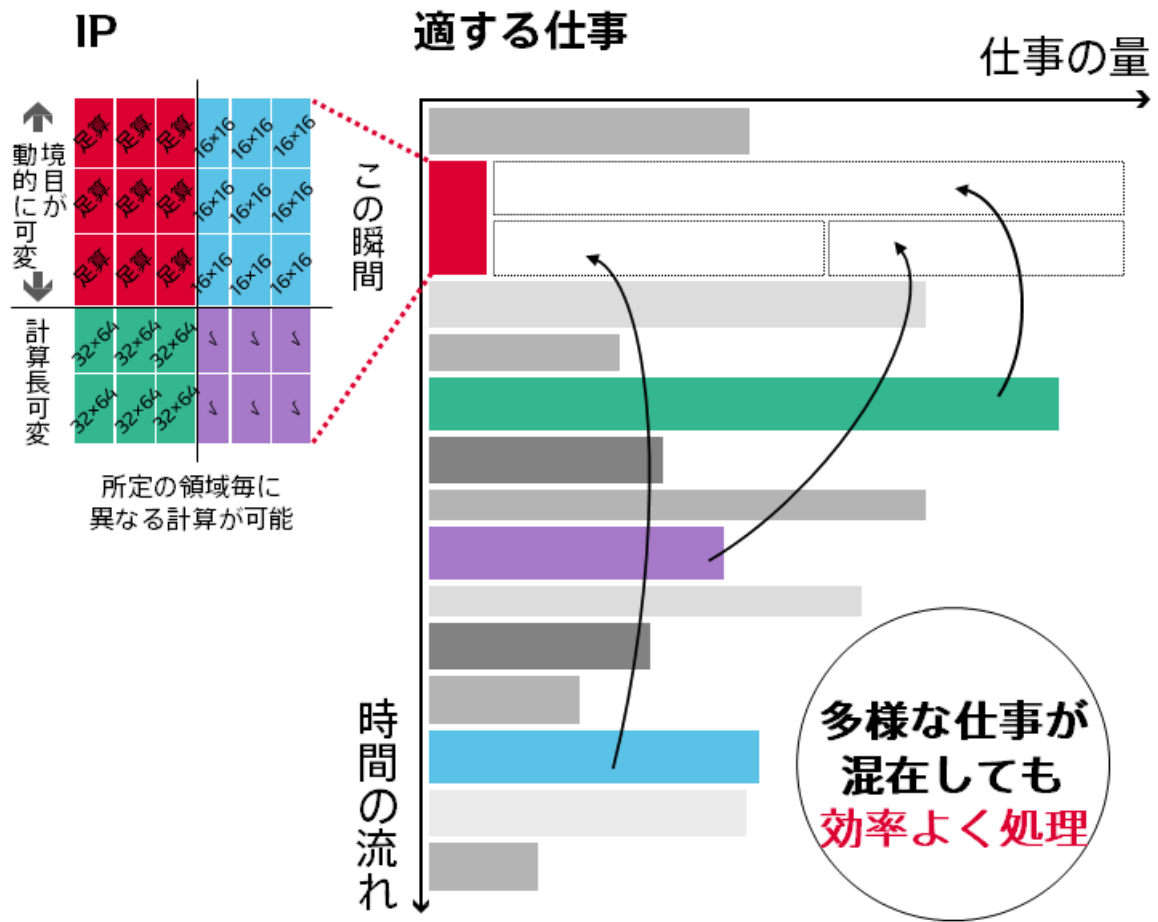 IP
適する仕事
仕事の量
境目が
動的に可変
計算長可変
足算 足算 足算 16×16 16×16 16×16
足算 足算 足算 16×16 16×16 16×16
足算 足算 足算 16×16 16×16 16×16
32×64 32×64 32×64 √ √ √
32×64 32×64 32×64 √ √ √
所定の領域毎に
異なる計算が可能
この瞬間
時間の流れ
多様な仕事が
混在しても
効率よく処理